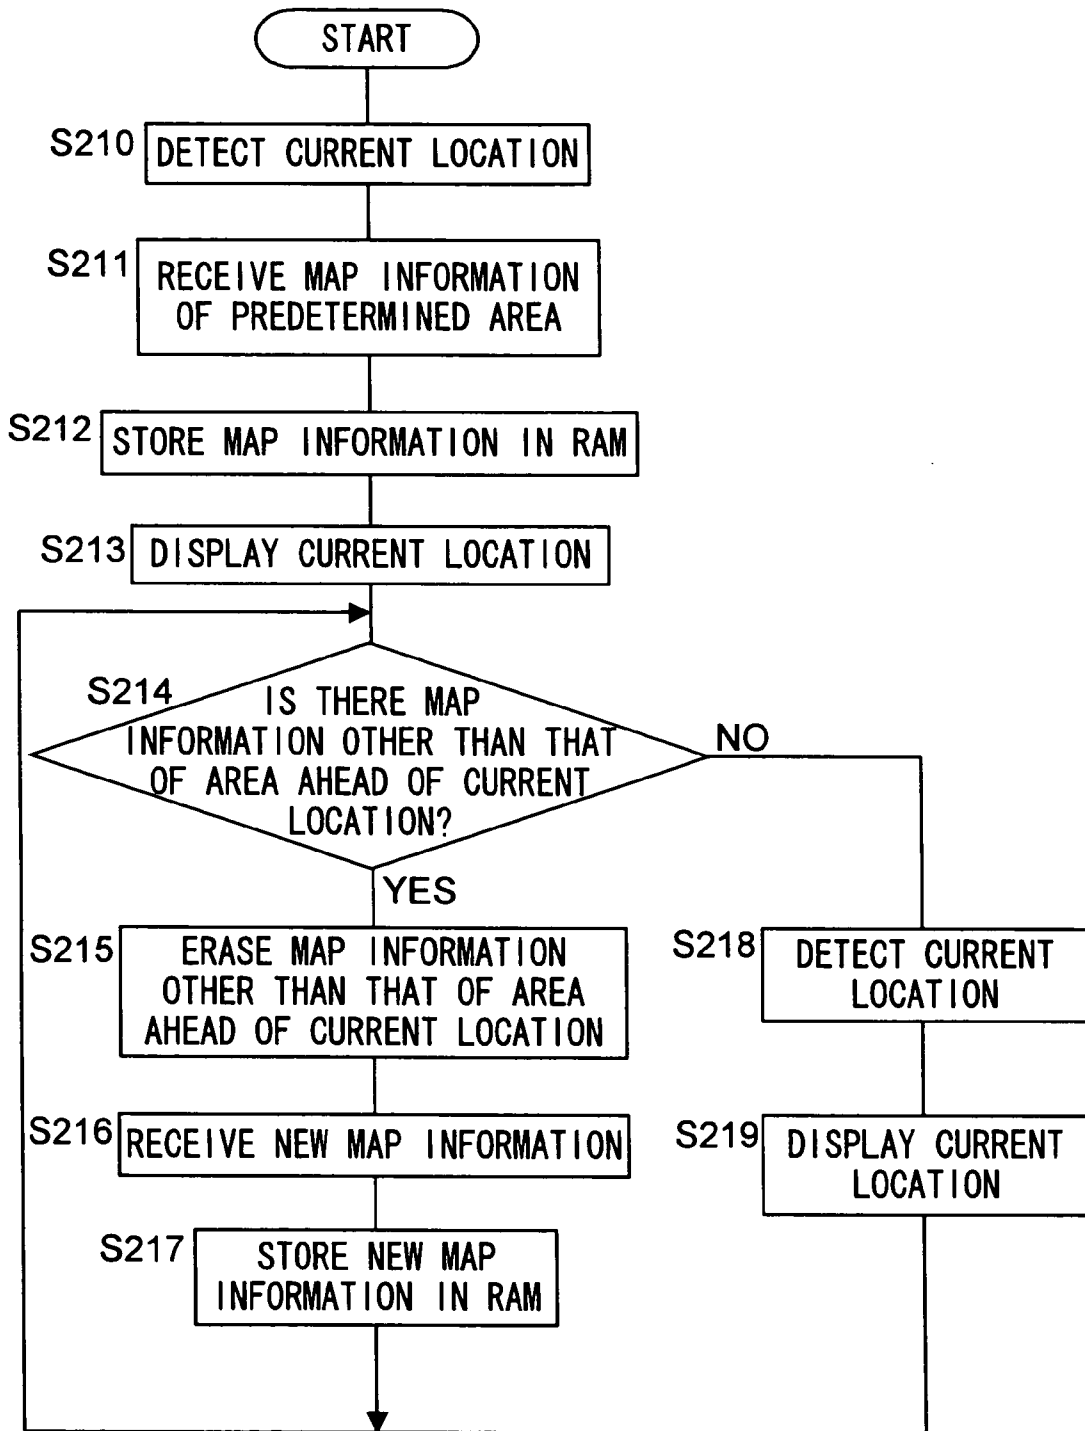 START
S210
DETECT CURRENT LOCATION
S211
RECEIVE MAP INFORMATION
OF PREDETERMINED AREA
S212
STORE MAP INFORMATION IN RAM
S213
DISPLAY CURRENT LOCATION
S214
IS THERE MAP
INFORMATION OTHER THAN THAT
OF AREA AHEAD OF CURRENT
LOCATION?
NO
YES
S215
ERASE MAP INFORMATION
OTHER THAN THAT OF AREA
AHEAD OF CURRENT LOCATION
S216
RECEIVE NEW MAP INFORMATION
S217
STORE NEW MAP
INFORMATION IN RAM
S218
DETECT CURRENT
LOCATION
S219
DISPLAY CURRENT
LOCATION